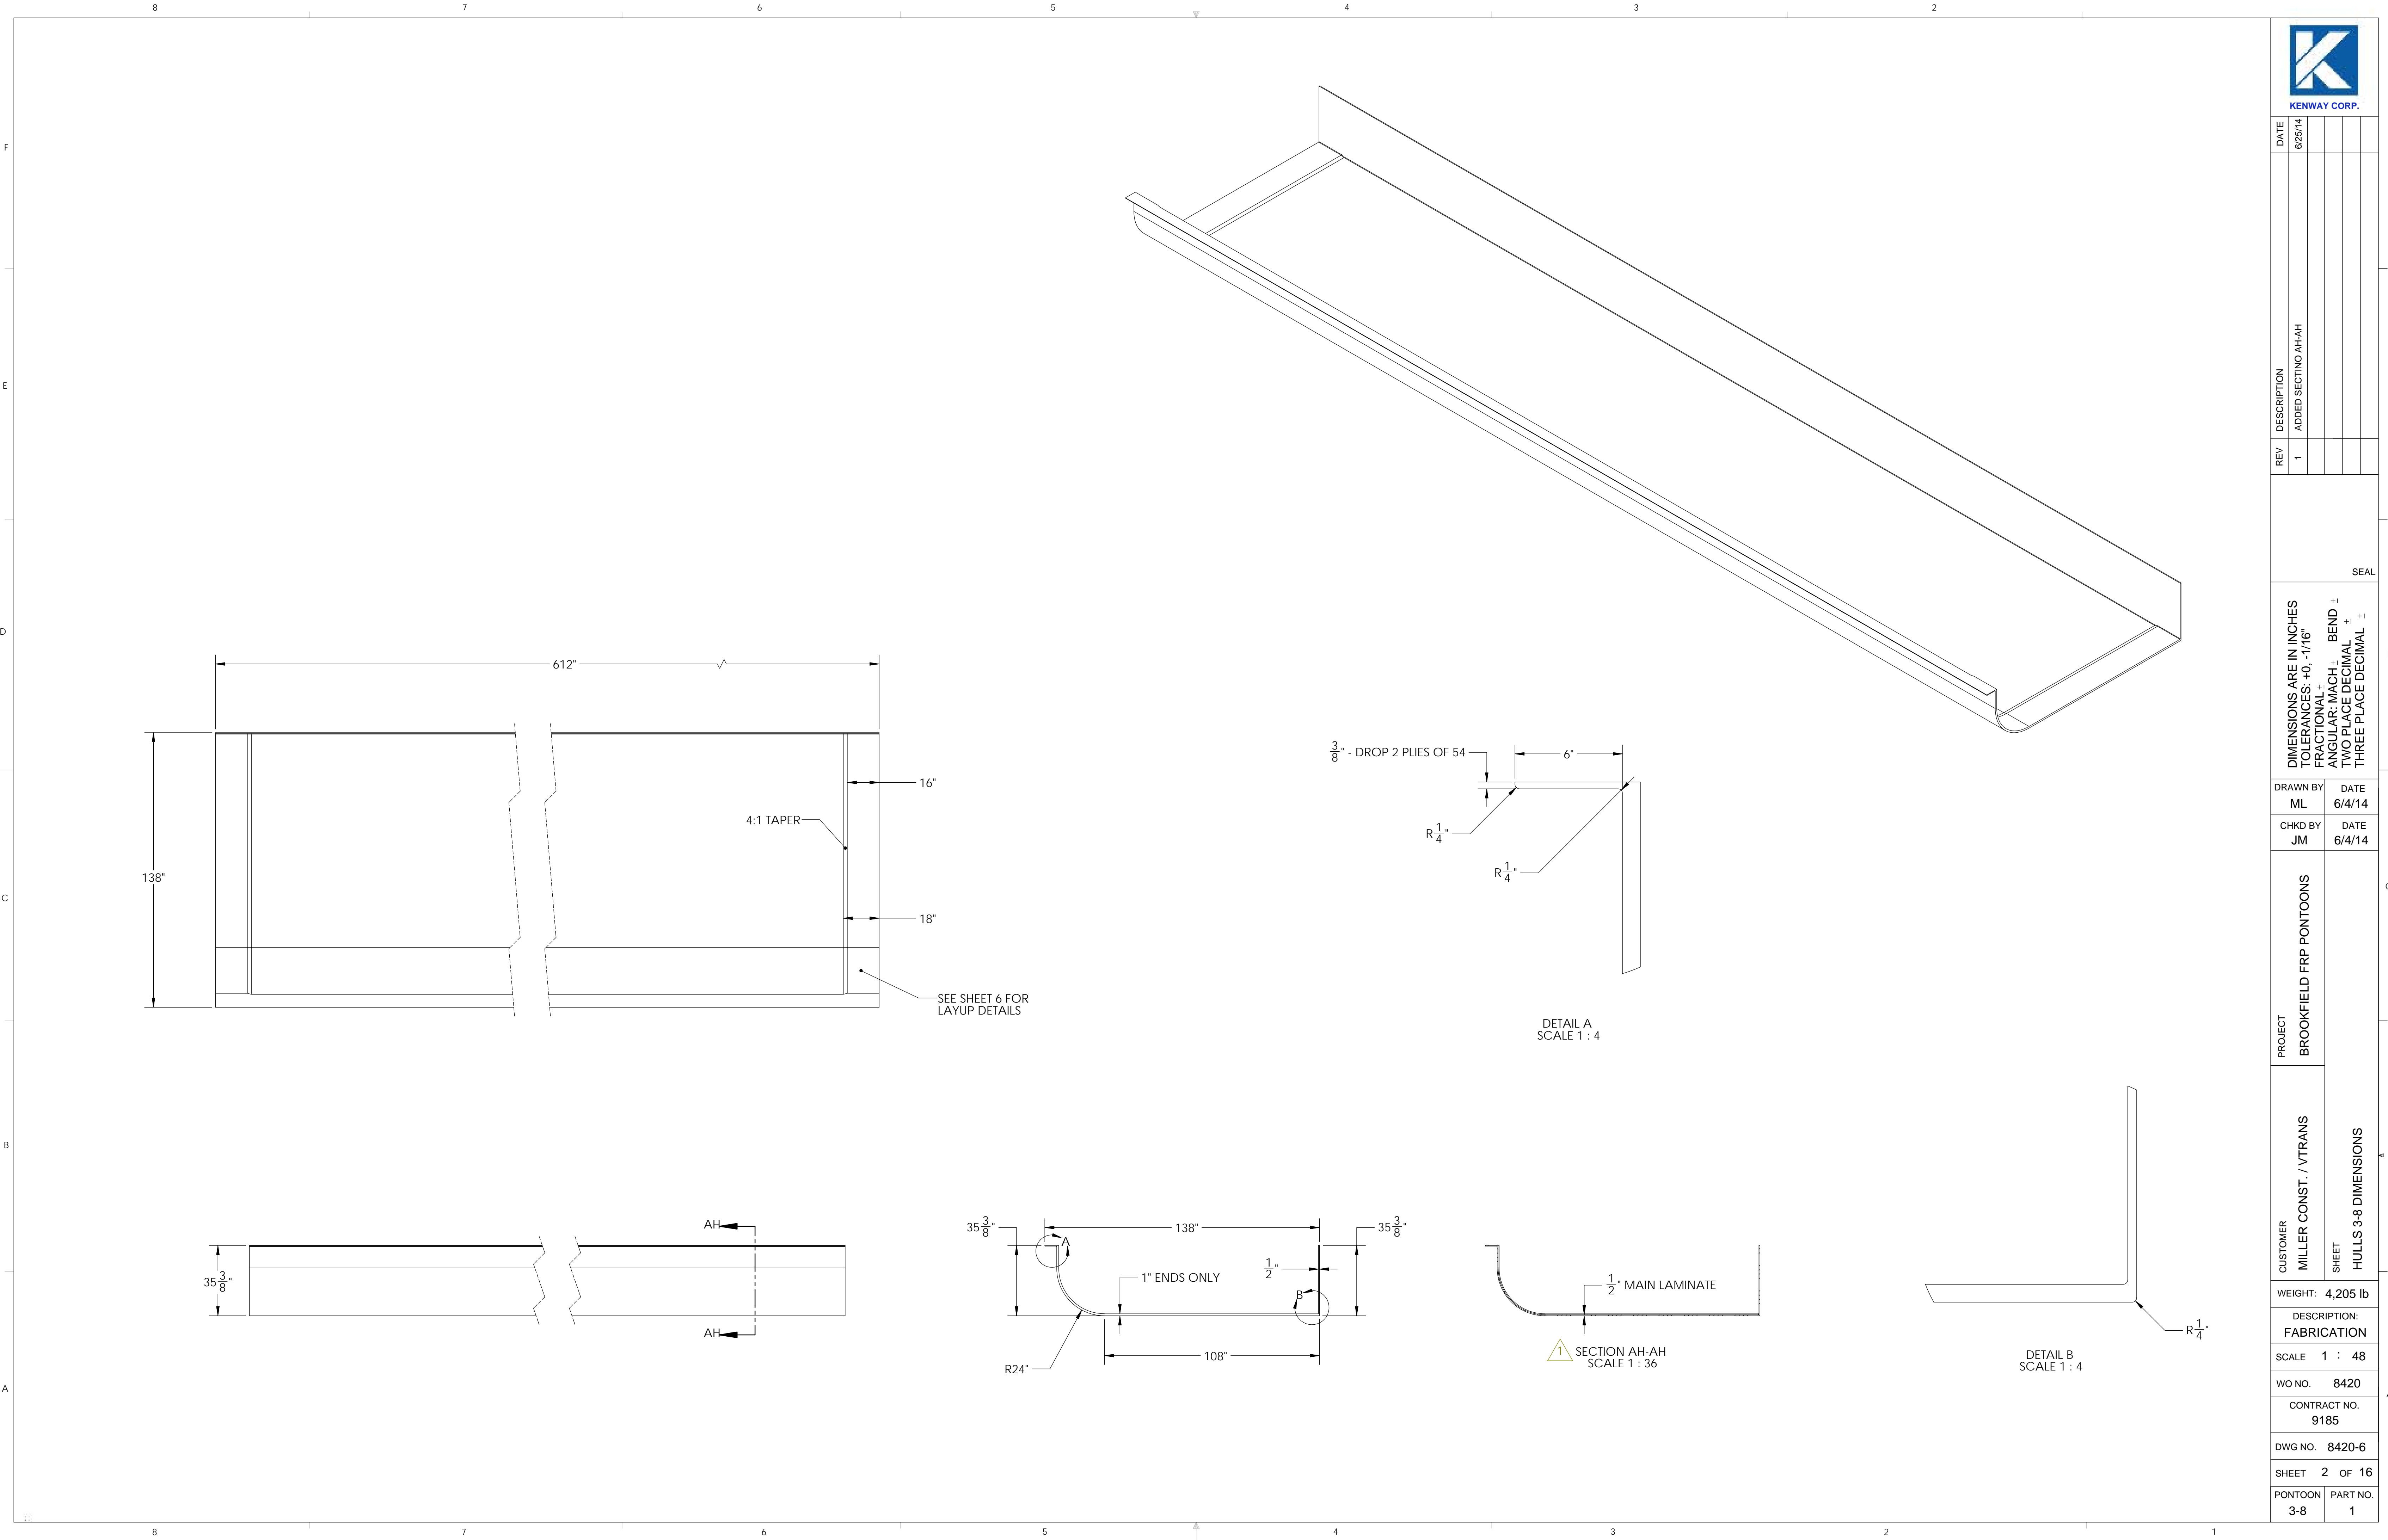 8 7 6 5 4 3 2
F
E
D
C
B
A
612"
138"
16"
4:1 TAPER
18"
SEE SHEET 6 FOR
LAYUP DETAILS
3/8" - DROP 2 PLIES OF 54
6"
R1/4"
R1/4"
DETAIL A
SCALE 1 : 4
35 3/8"
AH
AH
35 3/8"
138"
35 3/8"
A
1" ENDS ONLY
1/2"
B
R24"
108"
1/2" MAIN LAMINATE
1 SECTION AH-AH
SCALE 1 : 36
R1/4"
DETAIL B
SCALE 1 : 4
8 7 6 5 4 3 2 1
K
KENWAY CORP.
REV DESCRIPTION DATE
1 ADDED SECTINO AH-AH 6/25/14
SEAL
DIMENSIONS ARE IN INCHES
TOLERANCES: +0, -1/16"
FRACTIONAL ±
ANGULAR: MACH ± BEND ±
TWO PLACE DECIMAL ±
THREE PLACE DECIMAL ±
DRAWN BY DATE
ML 6/4/14
CHKD BY DATE
JM 6/4/14
PROJECT
BROOKFIELD FRP PONTOONS
CUSTOMER
MILLER CONST. / VTRANS
SHEET
HULLS 3-8 DIMENSIONS
WEIGHT: 4,205 lb
DESCRIPTION:
FABRICATION
SCALE 1 : 48
WO NO. 8420
CONTRACT NO.
9185
DWG NO. 8420-6
SHEET 2 OF 16
PONTOON PART NO.
3-8 1